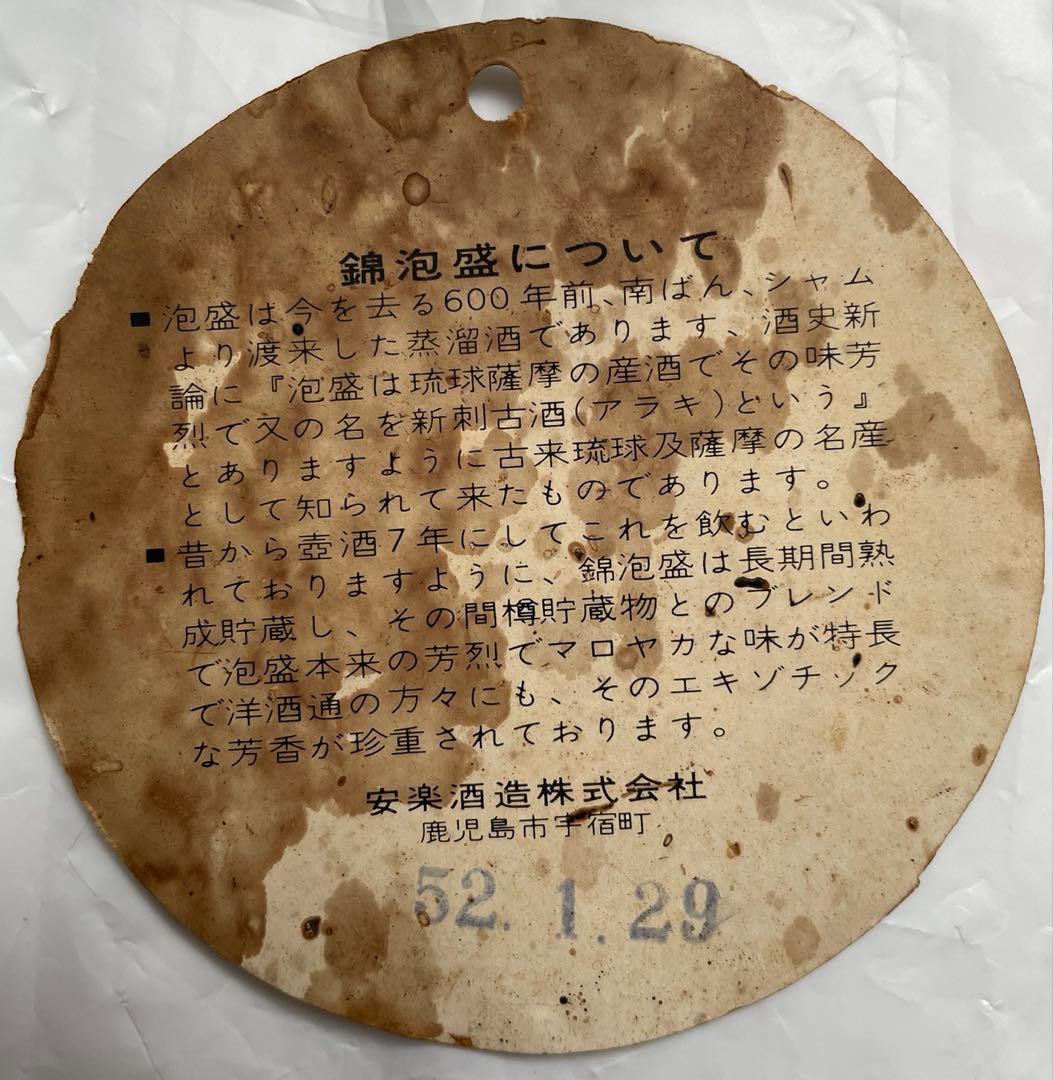 錦泡盛について
■泡盛は今を去る600年前、南ばん、シャム
より渡来した蒸溜酒であります、酒史新
論に『泡盛は琉球薩摩の産酒でその味芳
烈で又の名を新刺古酒(アラキ)という』
とありますように古来琉球及薩摩の名産
として知られて来たものであります。
■昔から壺酒7年にしてこれを飲むといわ
れておりますように、錦泡盛は長期間熟
成貯蔵し、その間樽貯蔵物とのブレンド
で泡盛本来の芳烈でマロヤカな味が特長
で洋酒通の方々にも、そのエキゾチック
な芳香が珍重されております。
安楽酒造株式会社
鹿児島市宇宿町
52.1.29